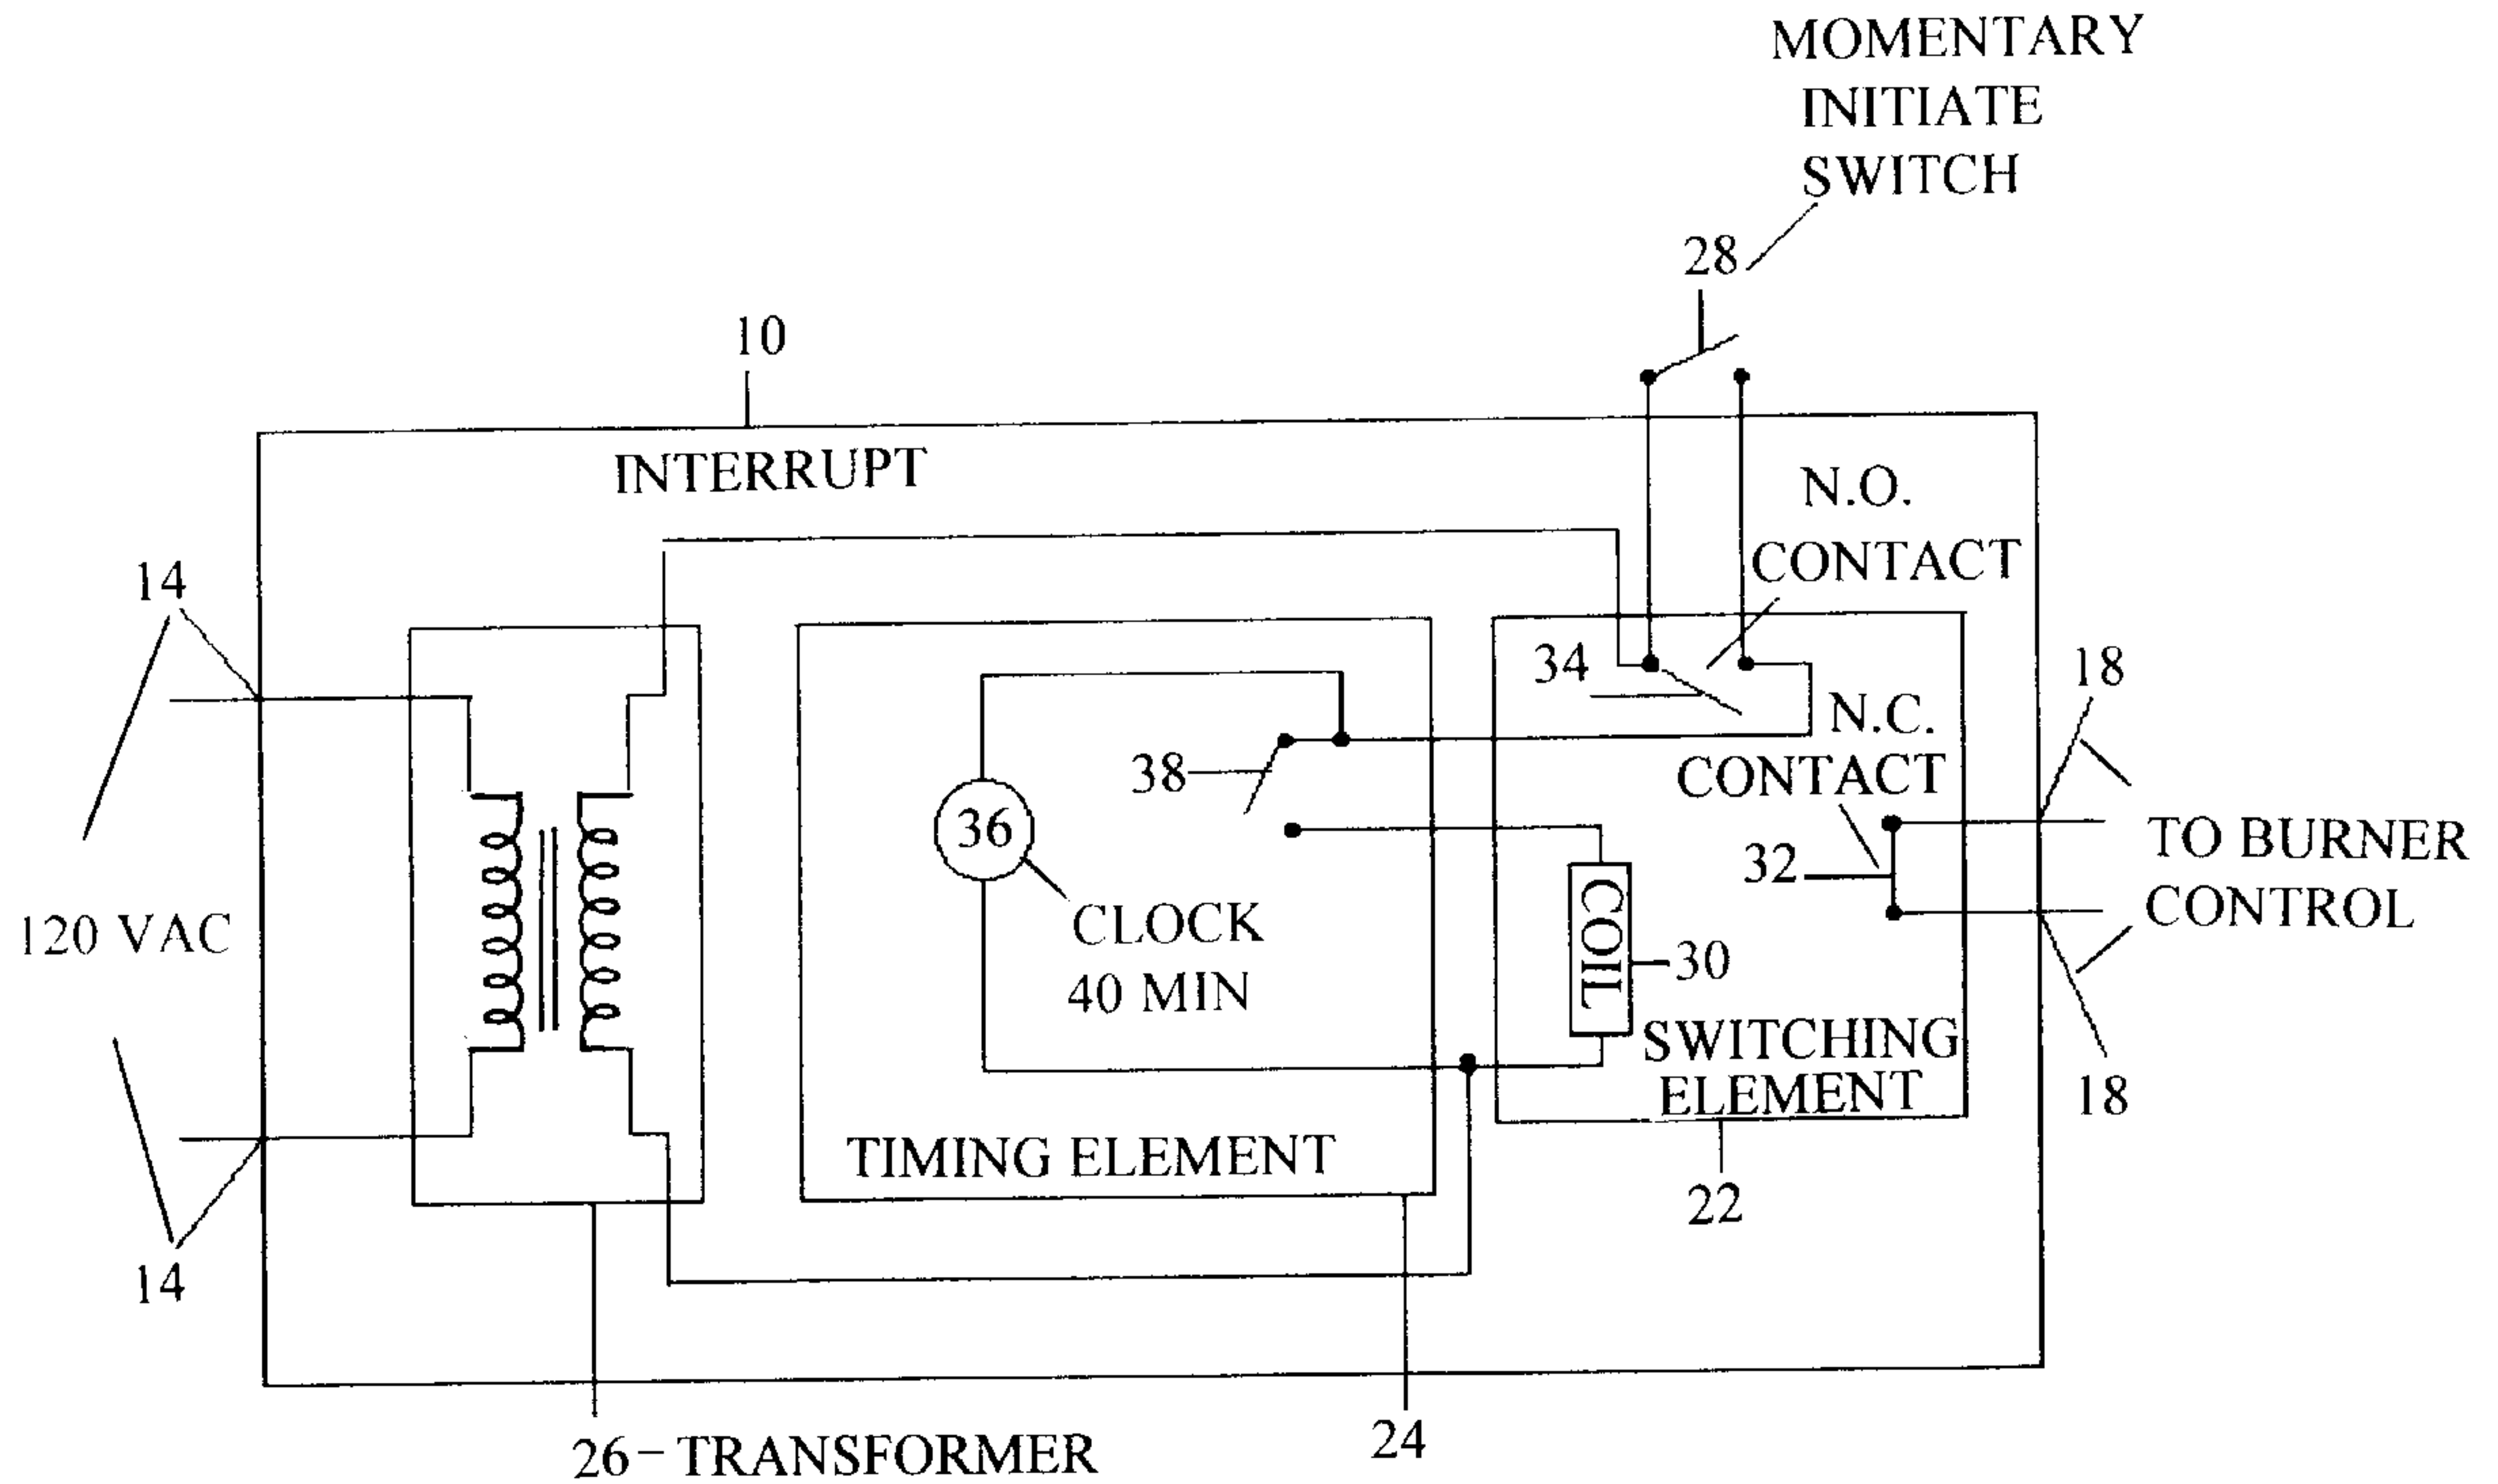 MOMENTARY
INITIATE
SWITCH
28
10
INTERRUPT
N.O.
CONTACT
14
34
18
N.C.
CONTACT
38
36
32
TO BURNER
CONTROL
120 VAC
CLOCK
40 MIN
COIL
30
SWITCHING
ELEMENT
18
TIMING ELEMENT
22
14
24
26 - TRANSFORMER